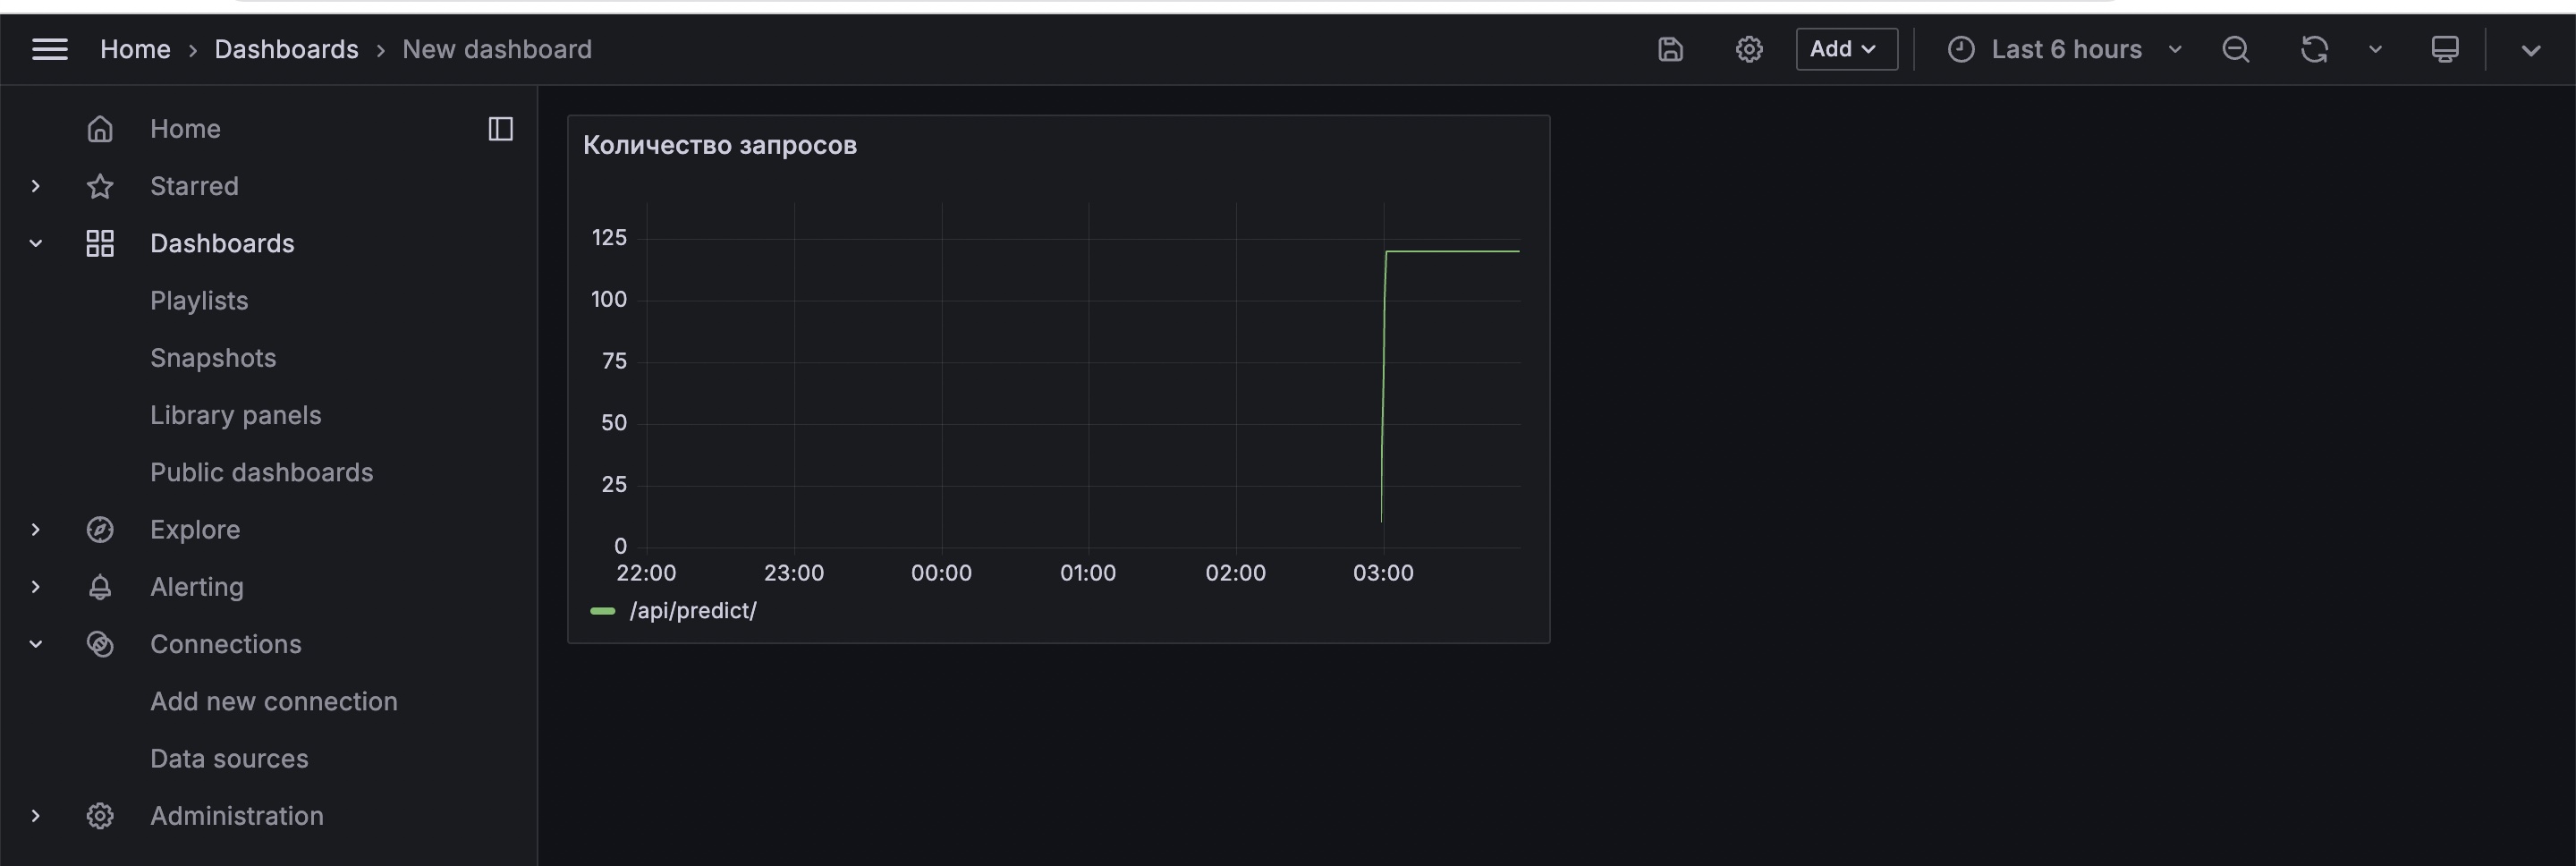 Home › Dashboards › New dashboard
Add
Last 6 hours
Home
Starred
Dashboards
Playlists
Snapshots
Library panels
Public dashboards
Explore
Alerting
Connections
Add new connection
Data sources
Administration
Количество запросов
125
100
75
50
25
0
22:00 23:00 00:00 01:00 02:00 03:00
/api/predict/